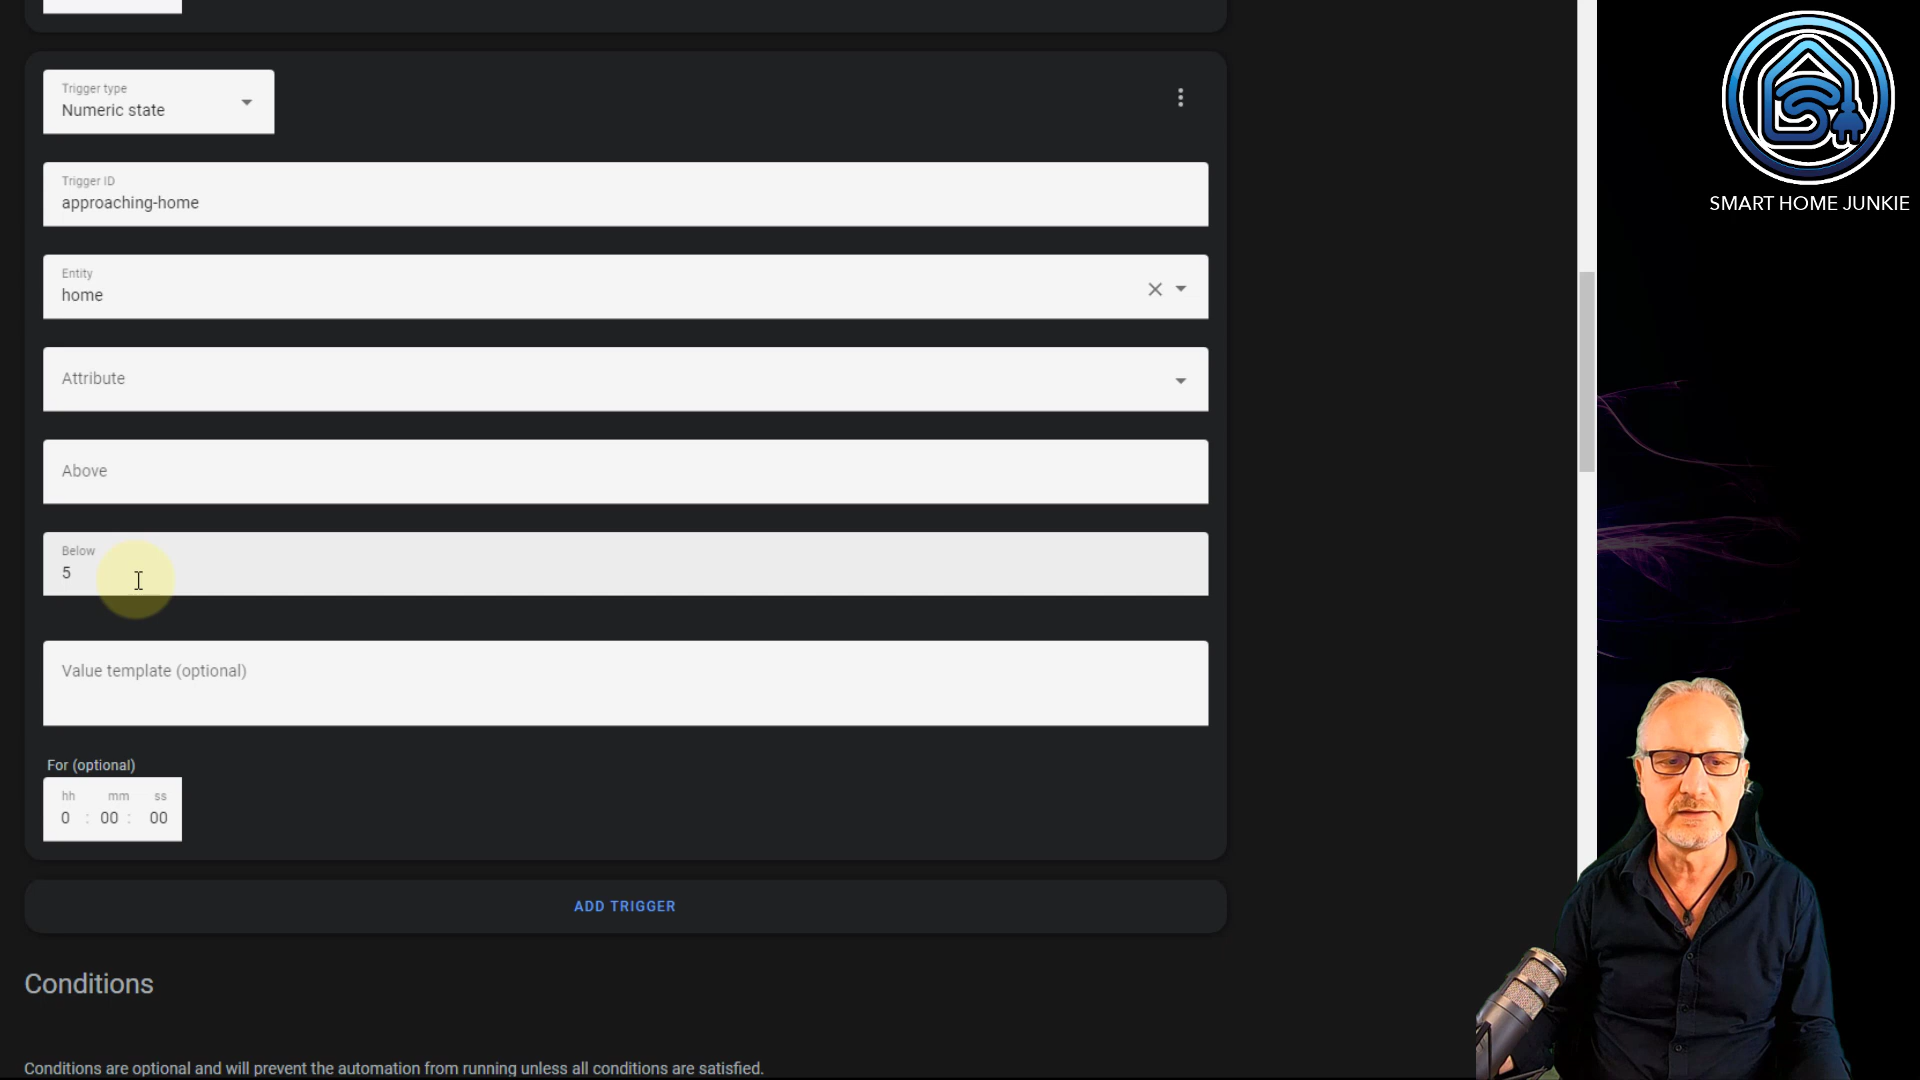 Trigger type
Numeric state
Trigger ID
approaching-home
Entity
home
Attribute
Above
Below
5
Value template (optional)
For (optional)
hh mm ss
0 : 00 : 00
ADD TRIGGER
Conditions
Conditions are optional and will prevent the automation from running unless all conditions are satisfied.
SMART HOME JUNKIE